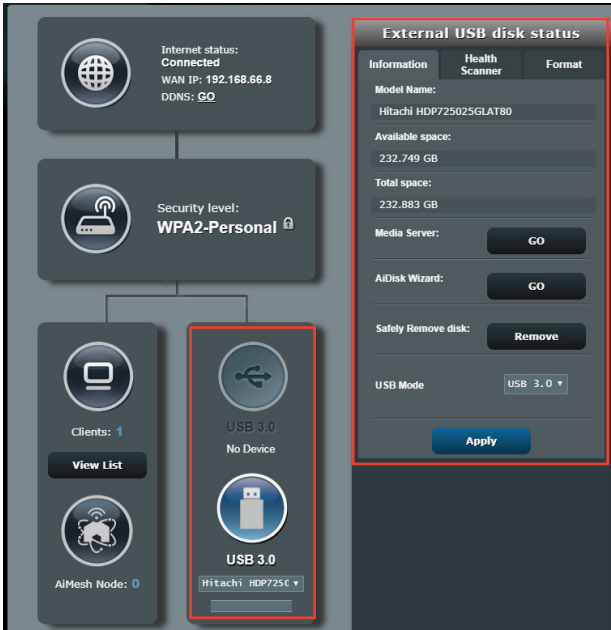 Internet status:
Connected
WAN IP: 192.168.66.8
DDNS: GO
Security level:
WPA2-Personal
Clients: 1
View List
AiMesh Node: 0
USB 3.0
No Device
USB 3.0
Hitachi HDP725C
External USB disk status
Information
Health
Scanner
Format
Model Name:
Hitachi HDP725025GLAT80
Available space:
232.749 GB
Total space:
232.883 GB
Media Server:
GO
AiDisk Wizard:
GO
Safely Remove disk:
Remove
USB Mode
USB 3.0
Apply